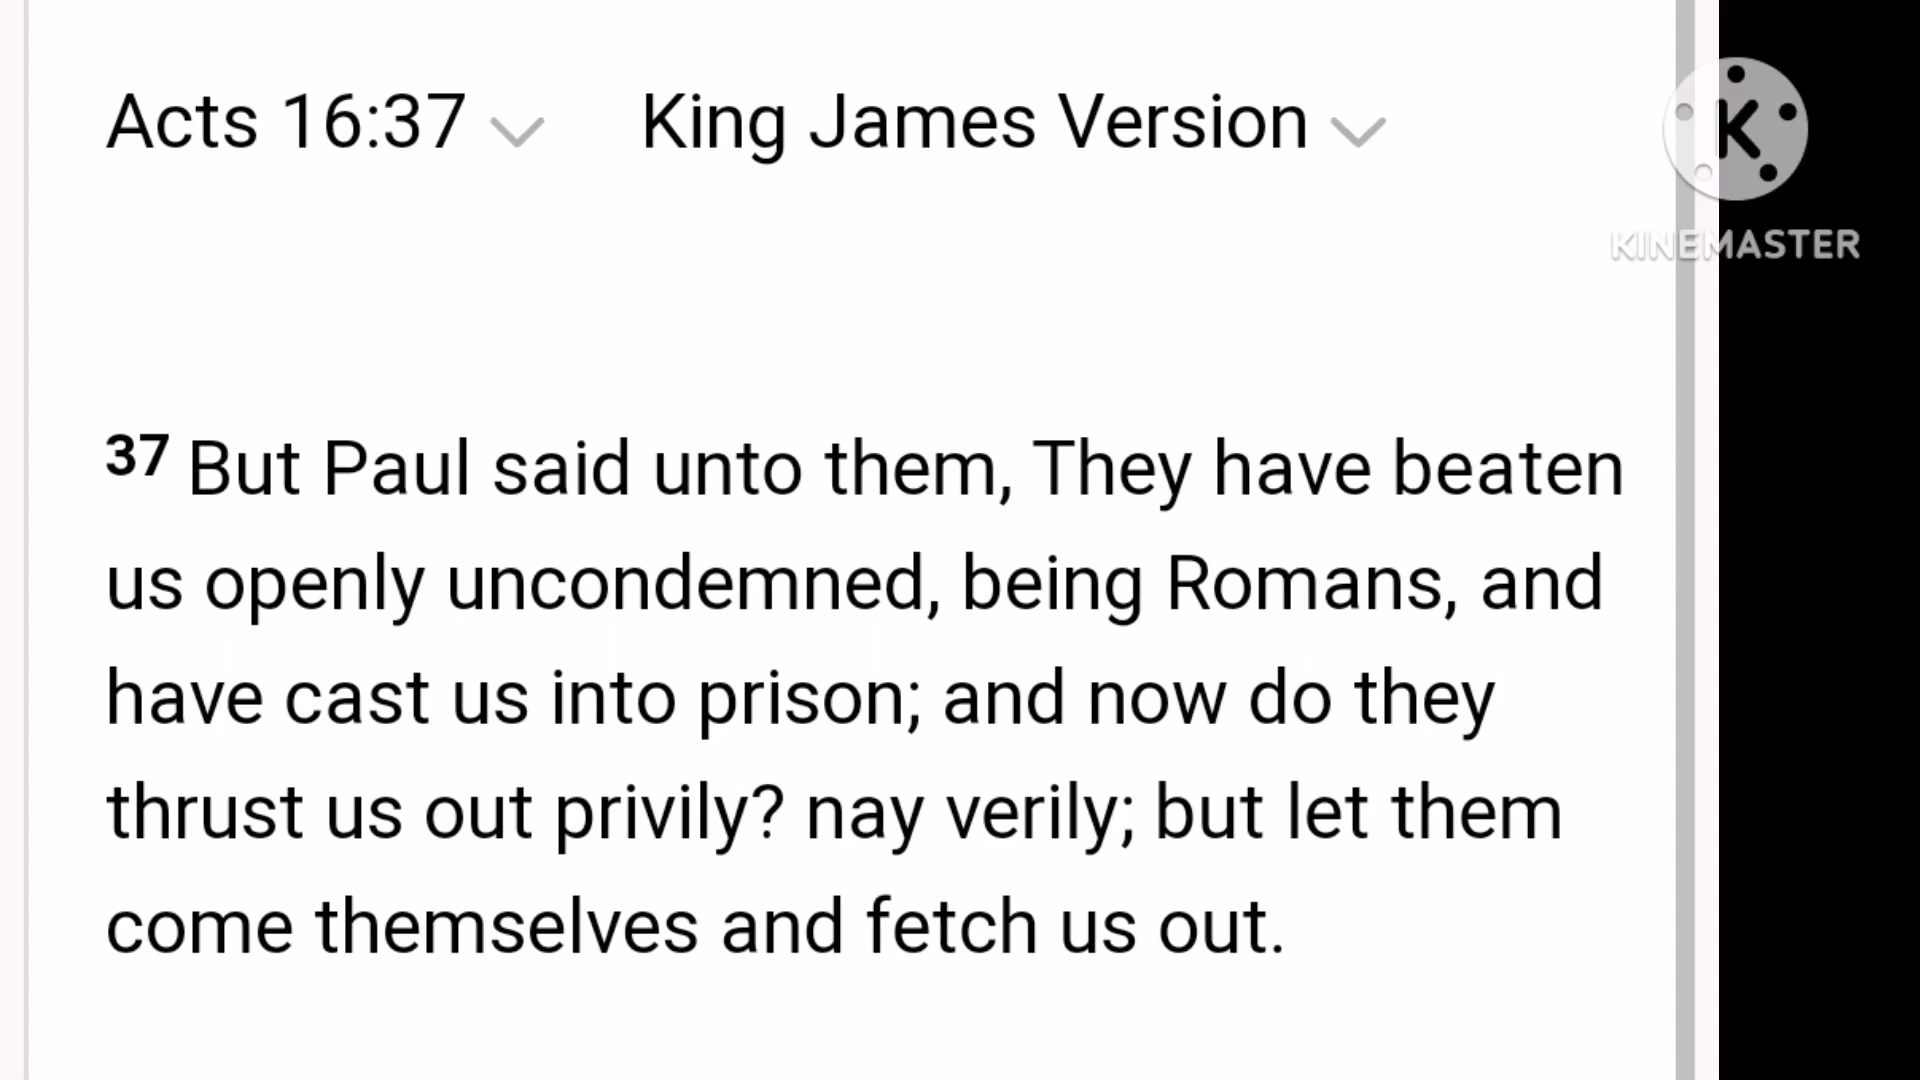 Acts 16:37 King James Version
K
KINEMASTER
37 But Paul said unto them, They have beaten
us openly uncondemned, being Romans, and
have cast us into prison; and now do they
thrust us out privily? nay verily; but let them
come themselves and fetch us out.